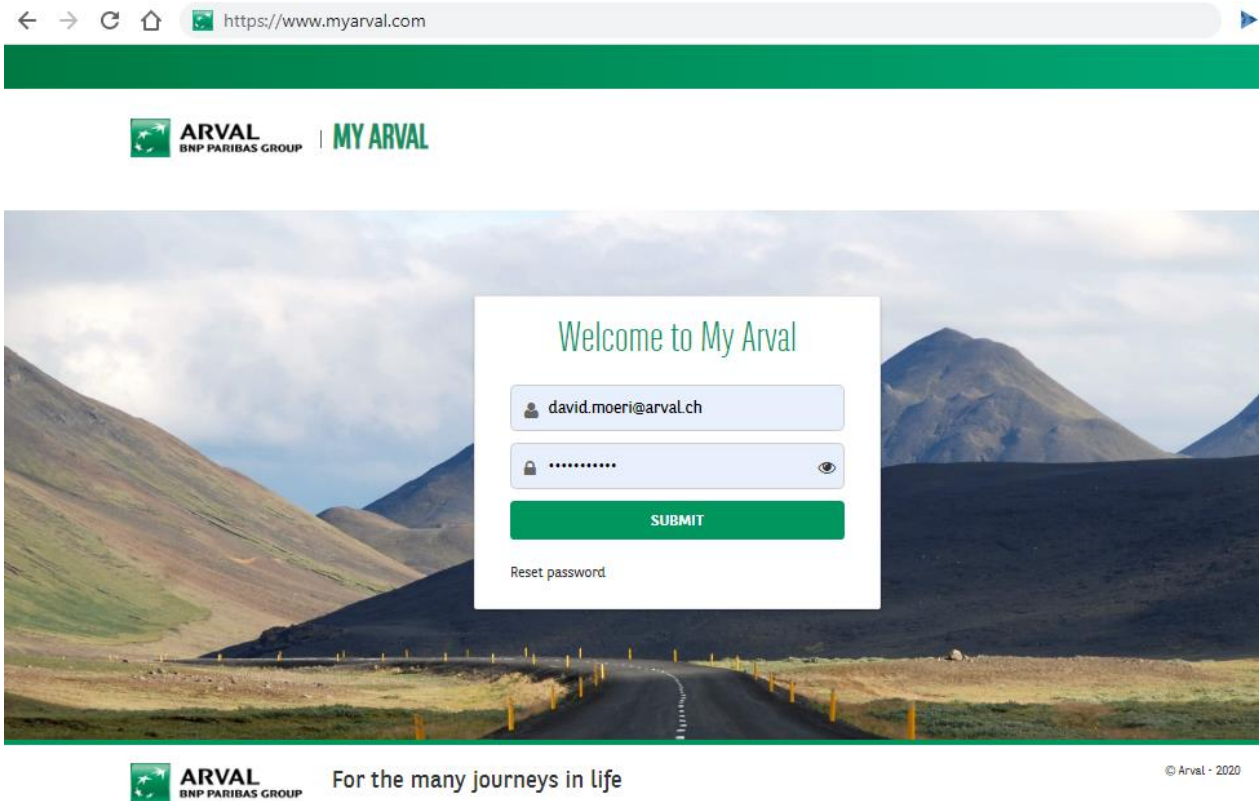 https://www.myarval.com
ARVAL
BNP PARIBAS GROUP
MY ARVAL
Welcome to My Arval
david.moeri@arval.ch
•••••••••••
SUBMIT
Reset password
ARVAL
BNP PARIBAS GROUP
For the many journeys in life
© Arval - 2020